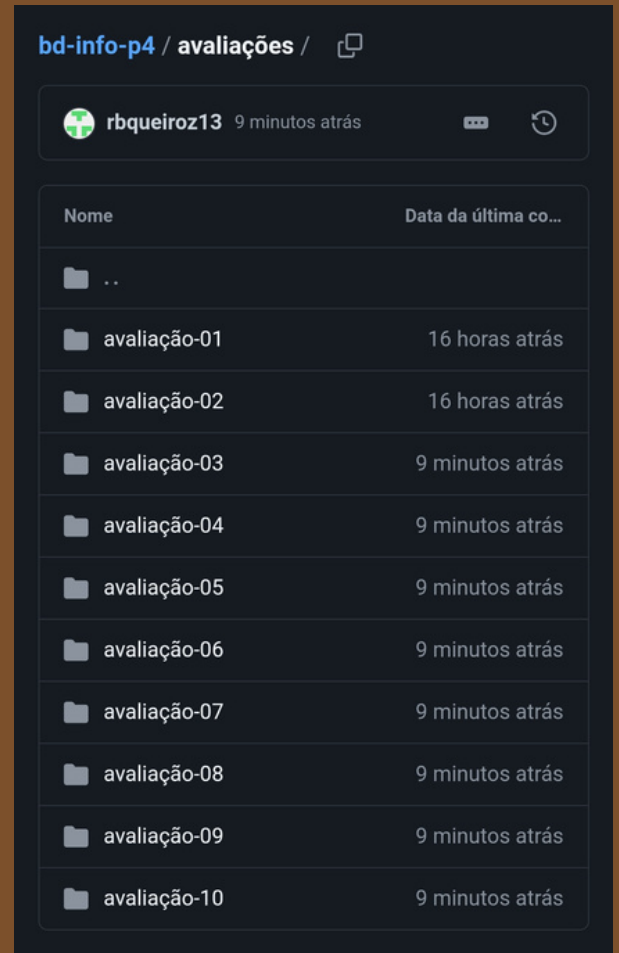 bd-info-p4 / avaliações /
rbqueiroz13 9 minutos atrás
Nome Data da última co...
..
avaliação-01 16 horas atrás
avaliação-02 16 horas atrás
avaliação-03 9 minutos atrás
avaliação-04 9 minutos atrás
avaliação-05 9 minutos atrás
avaliação-06 9 minutos atrás
avaliação-07 9 minutos atrás
avaliação-08 9 minutos atrás
avaliação-09 9 minutos atrás
avaliação-10 9 minutos atrás